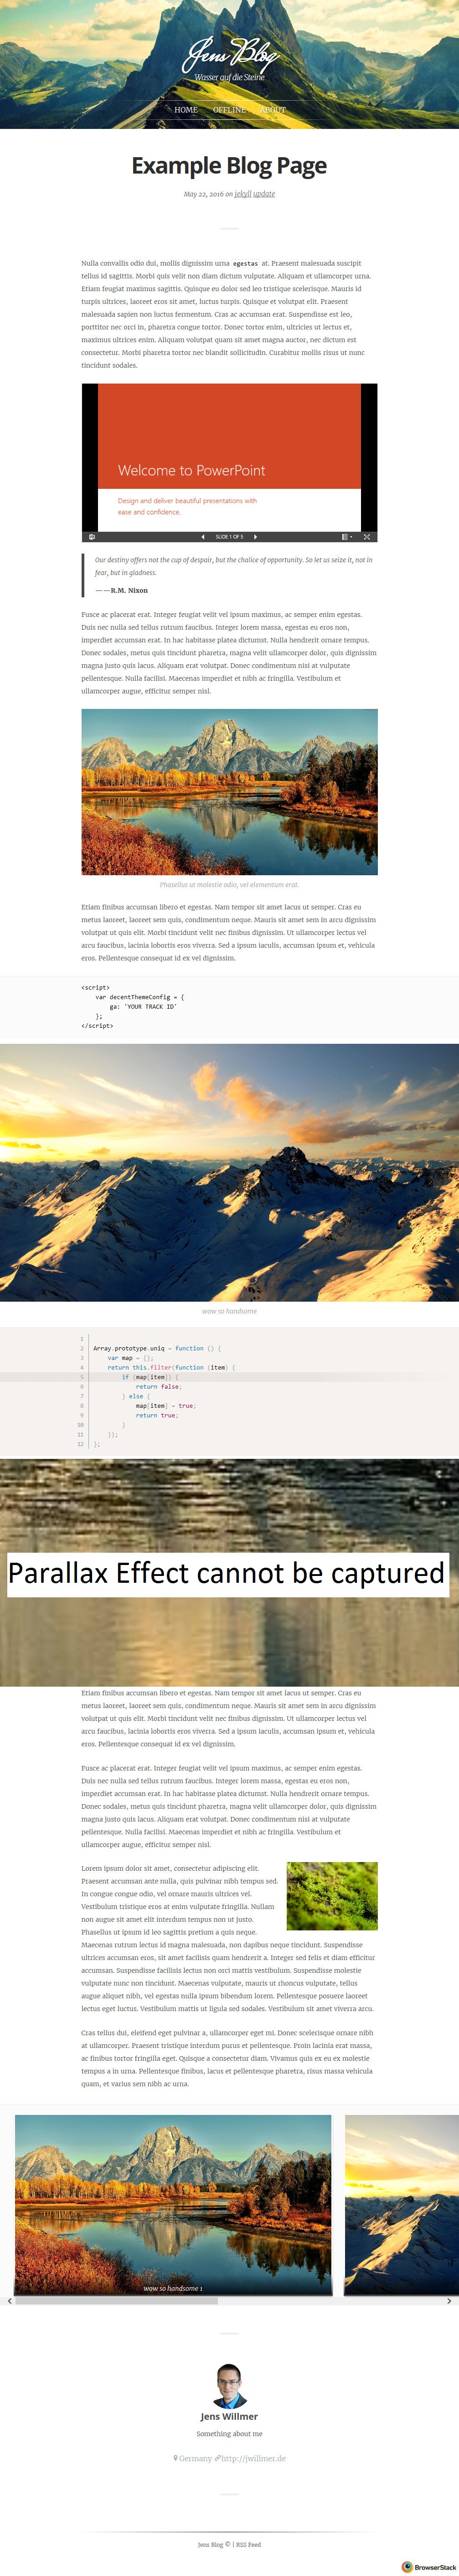 Jens Blog
Wasser auf die Steine
HOME OFFLINE ABOUT
Example Blog Page
May 22, 2016 on jekyll update
Nulla convallis odio dui, mollis dignissim urna egestas at. Praesent malesuada suscipit
tellus id sagittis. Morbi quis velit non diam dictum vulputate. Aliquam et ullamcorper urna.
Etiam feugiat maximus sagittis. Quisque eu dolor sed leo tristique scelerisque. Mauris id
turpis ultrices, laoreet eros sit amet, luctus turpis. Quisque et volutpat elit. Praesent
malesuada sapien non luctus fermentum. Cras ac accumsan erat. Suspendisse est leo,
porttitor nec orci in, pharetra congue tortor. Donec tortor enim, ultricies ut lectus et,
maximus ultrices enim. Aliquam volutpat quam sit amet magna auctor, nec dictum est
consectetur. Morbi pharetra tortor nec blandit sollicitudin. Curabitur mollis risus ut nunc
tincidunt sodales.
Welcome to PowerPoint
Design and deliver beautiful presentations with
ease and confidence.
SLIDE 1 OF 5
Our destiny offers not the cup of despair, but the chalice of opportunity. So let us seize it, not in
fear, but in gladness.
——R.M. Nixon
Fusce ac placerat erat. Integer feugiat velit vel ipsum maximus, ac semper enim egestas.
Duis nec nulla sed tellus rutrum faucibus. Integer lorem massa, egestas eu eros non,
imperdiet accumsan erat. In hac habitasse platea dictumst. Nulla hendrerit ornare tempus.
Donec sodales, metus quis tincidunt pharetra, magna velit ullamcorper dolor, quis dignissim
magna justo quis lacus. Aliquam erat volutpat. Donec condimentum nisi at vulputate
pellentesque. Nulla facilisi. Maecenas imperdiet et nibh ac fringilla. Vestibulum et
ullamcorper augue, efficitur semper nisl.
Phasellus ut molestie odio, vel elementum erat.
Etiam finibus accumsan libero et egestas. Nam tempor sit amet lacus ut semper. Cras eu
metus laoreet, laoreet sem quis, condimentum neque. Mauris sit amet sem in arcu dignissim
volutpat ut quis elit. Morbi tincidunt velit nec finibus dignissim. Ut ullamcorper lectus vel
arcu faucibus, lacinia lobortis eros viverra. Sed a ipsum iaculis, accumsan ipsum et, vehicula
eros. Pellentesque consequat id ex vel dignissim.
<script>
var decentThemeConfig = {
ga: 'YOUR TRACK ID'
};
</script>
wow so handsome
1
2 Array.prototype.uniq = function () {
3 var map = {};
4 return this.filter(function (item) {
5 if (map[item]) {
6 return false;
7 } else {
8 map[item] = true;
9 return true;
10 }
11 });
12 };
Parallax Effect cannot be captured
Etiam finibus accumsan libero et egestas. Nam tempor sit amet lacus ut semper. Cras eu
metus laoreet, laoreet sem quis, condimentum neque. Mauris sit amet sem in arcu dignissim
volutpat ut quis elit. Morbi tincidunt velit nec finibus dignissim. Ut ullamcorper lectus vel
arcu faucibus, lacinia lobortis eros viverra. Sed a ipsum iaculis, accumsan ipsum et, vehicula
eros. Pellentesque consequat id ex vel dignissim.
Fusce ac placerat erat. Integer feugiat velit vel ipsum maximus, ac semper enim egestas.
Duis nec nulla sed tellus rutrum faucibus. Integer lorem massa, egestas eu eros non,
imperdiet accumsan erat. In hac habitasse platea dictumst. Nulla hendrerit ornare tempus.
Donec sodales, metus quis tincidunt pharetra, magna velit ullamcorper dolor, quis dignissim
magna justo quis lacus. Aliquam erat volutpat. Donec condimentum nisi at vulputate
pellentesque. Nulla facilisi. Maecenas imperdiet et nibh ac fringilla. Vestibulum et
ullamcorper augue, efficitur semper nisl.
Lorem ipsum dolor sit amet, consectetur adipiscing elit.
Praesent accumsan ante nulla, quis pulvinar nibh tempus sed.
In congue congue odio, vel ornare mauris ultrices vel.
Vestibulum tristique eros at enim vulputate fringilla. Nullam
non augue sit amet elit interdum tempus non ut justo.
Phasellus ut ipsum id leo sagittis pretium a quis neque.
Maecenas rutrum lectus id magna malesuada, non dapibus neque tincidunt. Suspendisse
ultrices accumsan eros, sit amet facilisis quam hendrerit a. Integer sed felis et diam efficitur
accumsan. Suspendisse facilisis lectus non orci mattis vestibulum. Suspendisse molestie
vulputate nunc non tincidunt. Maecenas vulputate, mauris ut rhoncus vulputate, tellus
augue aliquet nibh, vel egestas nulla ipsum bibendum lorem. Pellentesque posuere laoreet
lectus eget luctus. Vestibulum mattis ut ligula sed sodales. Vestibulum sit amet viverra arcu.
Cras tellus dui, eleifend eget pulvinar a, ullamcorper eget mi. Donec scelerisque ornare nibh
at ullamcorper. Praesent tristique interdum purus et pellentesque. Proin lacinia erat massa,
ac finibus tortor fringilla eget. Quisque a consectetur diam. Vivamus quis ex eu ex molestie
tempus a in urna. Pellentesque finibus, lacus et pellentesque pharetra, risus massa vehicula
quam, et varius sem nibh ac urna.
wow so handsome 1
Jens Willmer
Something about me
Germany http://jwillmer.de
Jens Blog © | RSS Feed
BrowserStack